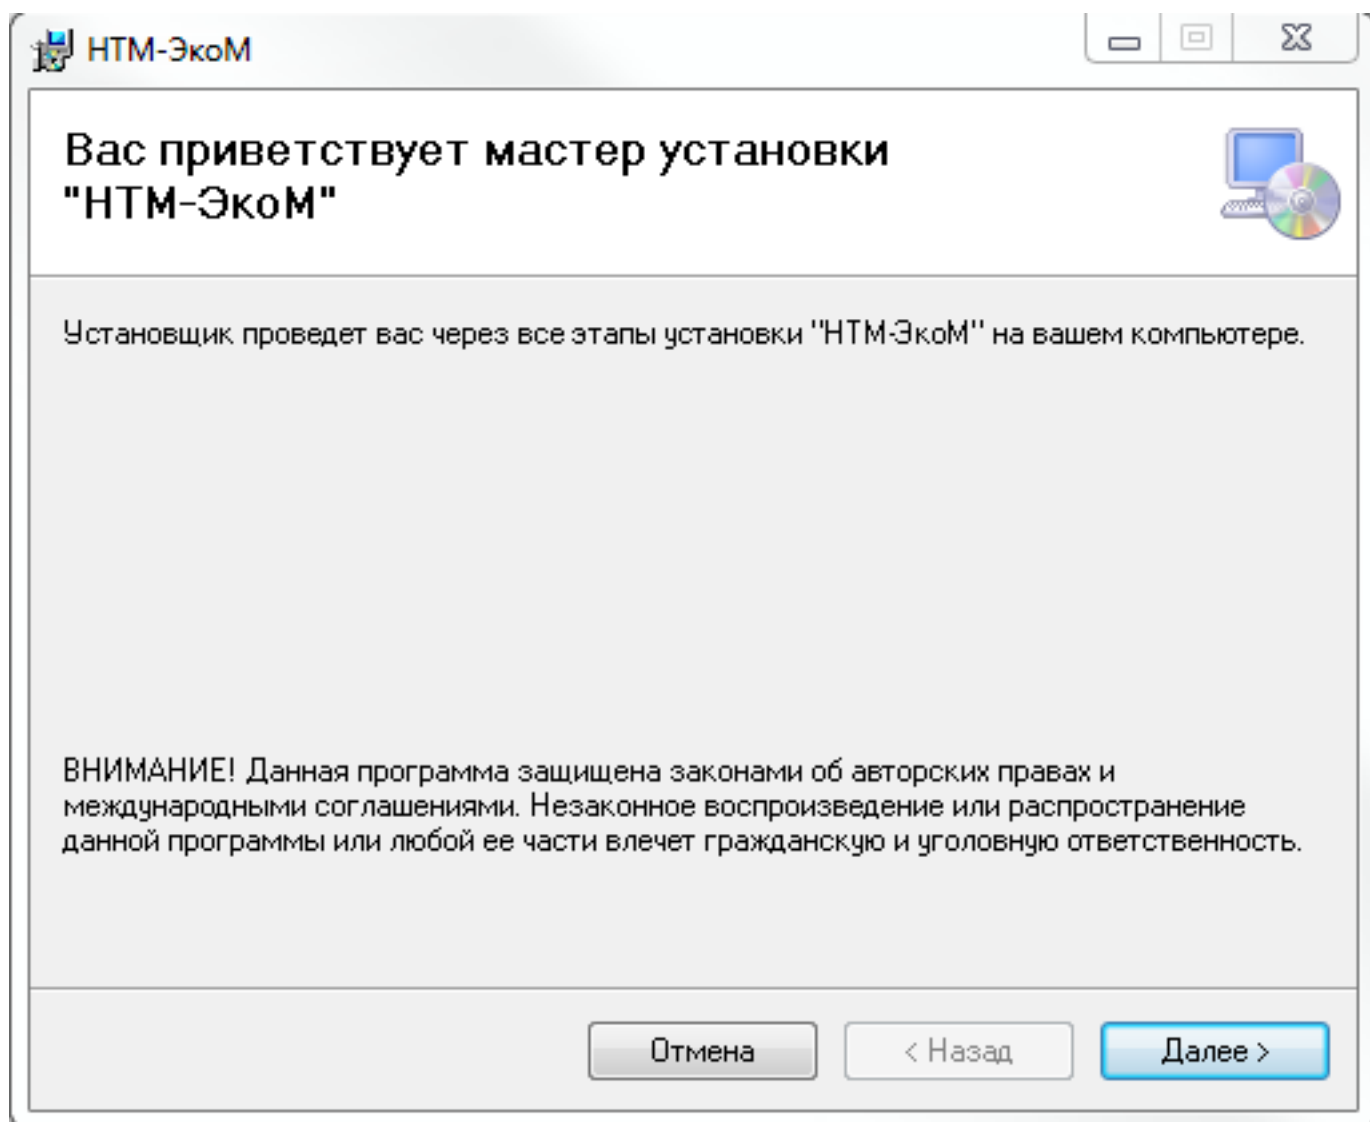 НТМ-ЭкоМ
Вас приветствует мастер установки
"НТМ-ЭкоМ"
Установщик проведет вас через все этапы установки "НТМ-ЭкоМ" на вашем компьютере.
ВНИМАНИЕ! Данная программа защищена законами об авторских правах и
международными соглашениями. Незаконное воспроизведение или распространение
данной программы или любой ее части влечет гражданскую и уголовную ответственность.
Отмена
< Назад
Далее >